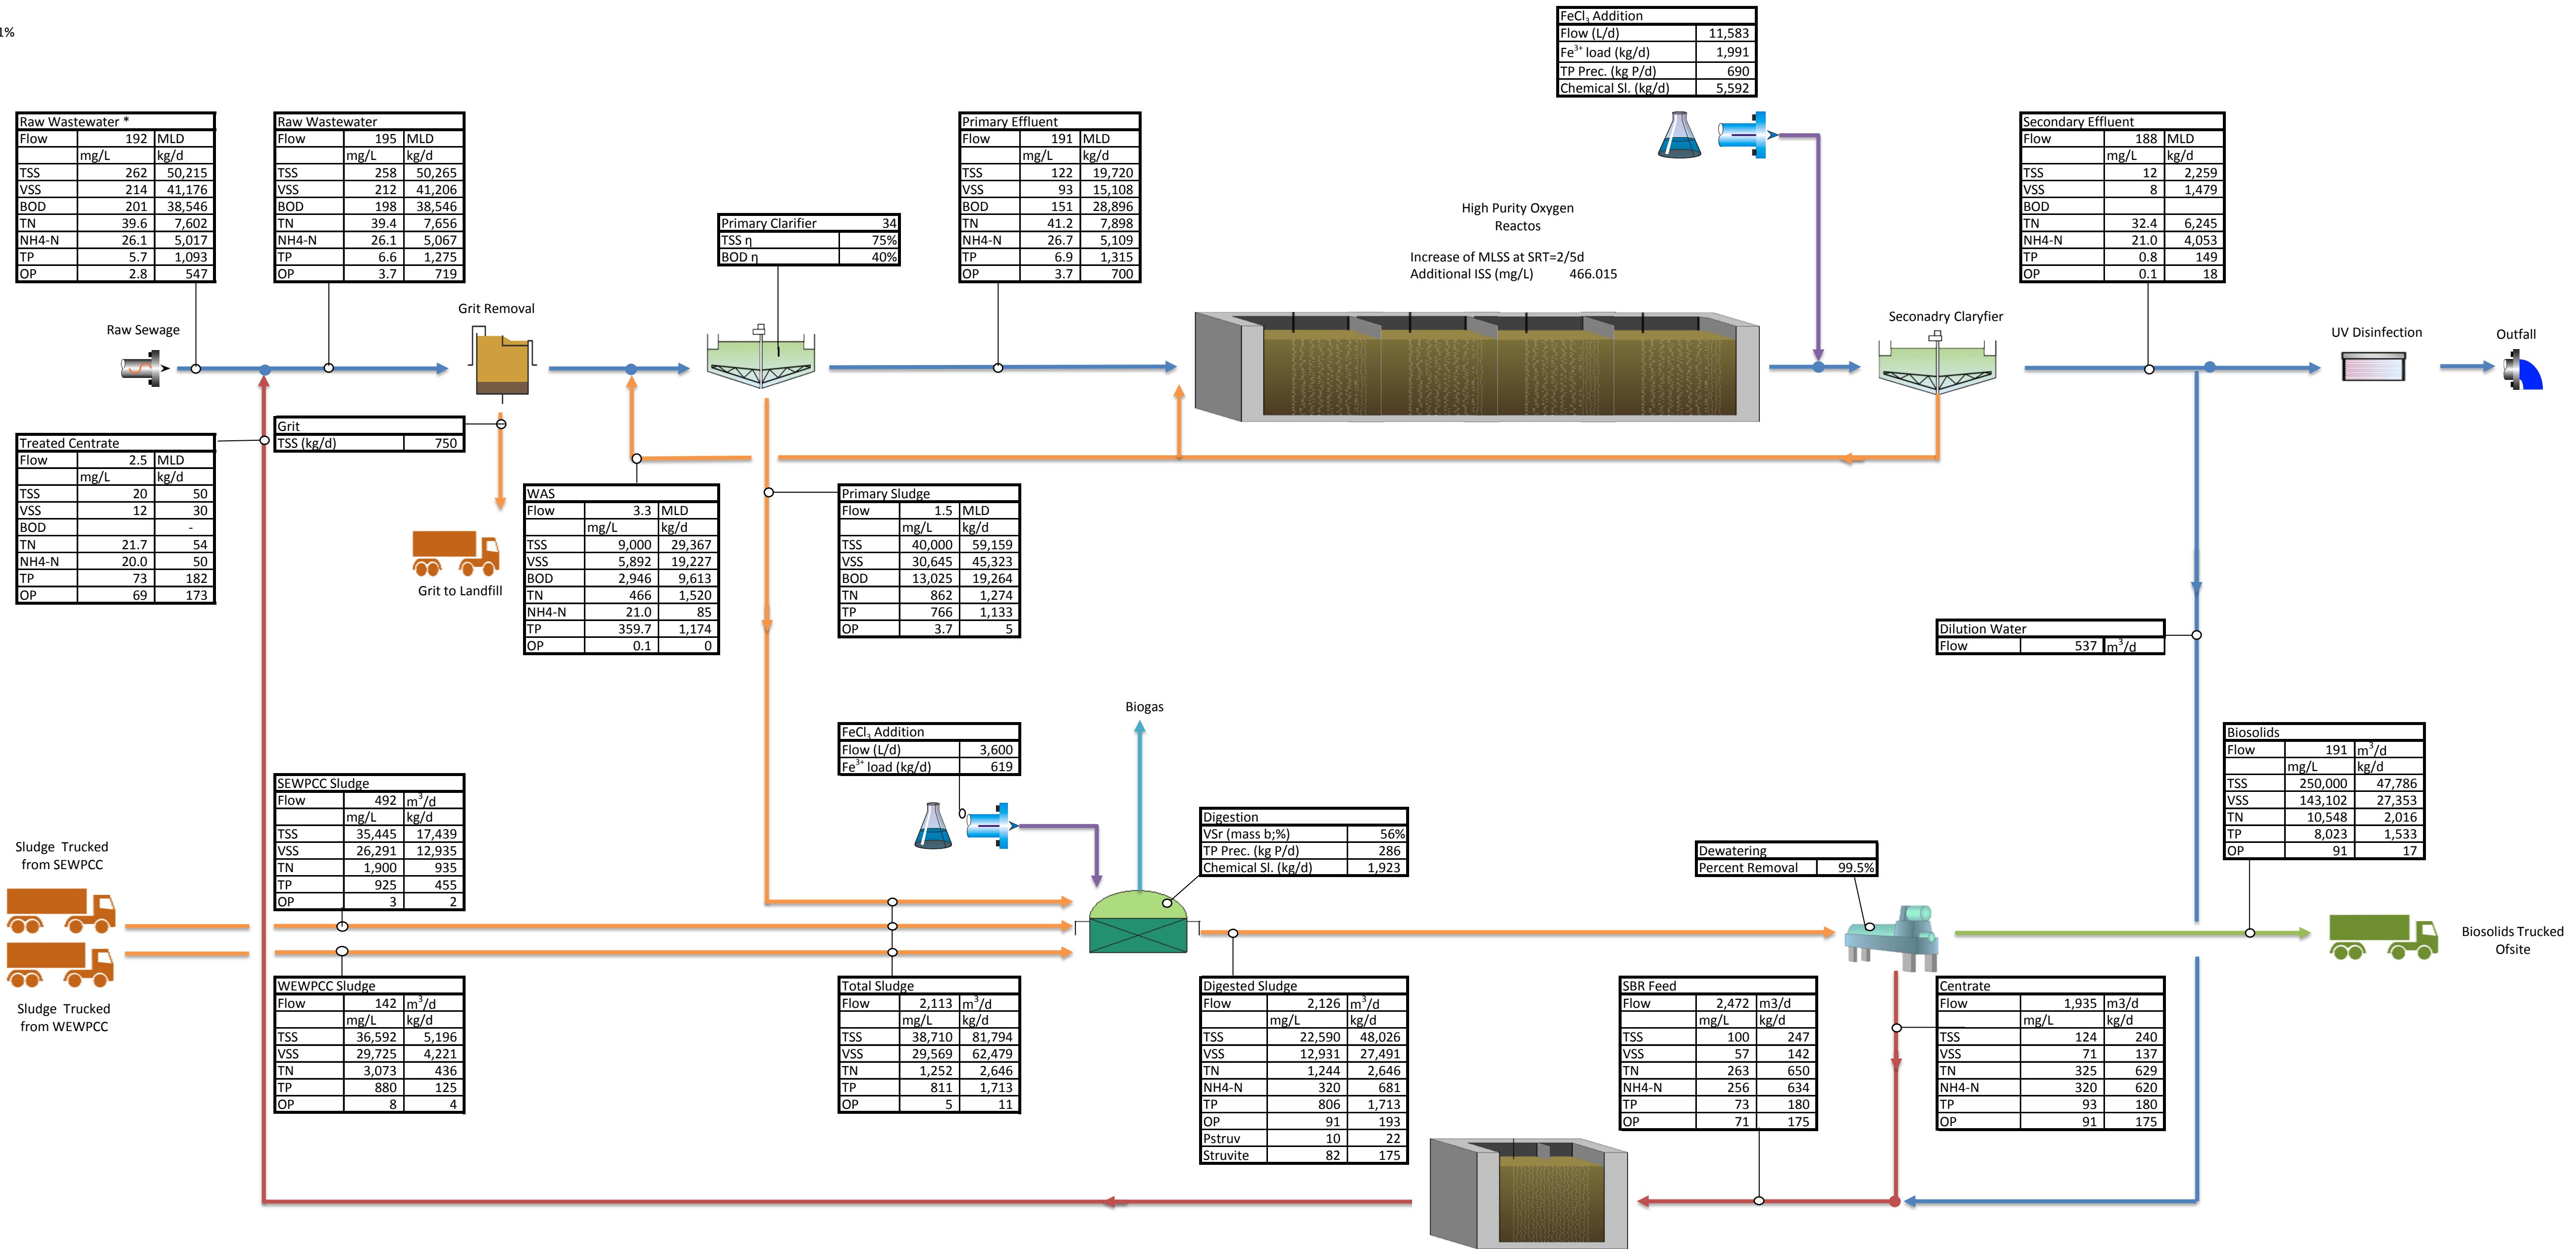 1%
FeCl3 Addition
Flow (L/d) 11,583
Fe3+ load (kg/d) 1,991
TP Prec. (kg P/d) 690
Chemical Sl. (kg/d) 5,592
Raw Wastewater *
Flow 192 MLD
mg/L kg/d
TSS 262 50,215
VSS 214 41,176
BOD 201 38,546
TN 39.6 7,602
NH4-N 26.1 5,017
TP 5.7 1,093
OP 2.8 547
Raw Wastewater
Flow 195 MLD
mg/L kg/d
TSS 258 50,265
VSS 212 41,206
BOD 198 38,546
TN 39.4 7,656
NH4-N 26.1 5,067
TP 6.6 1,275
OP 3.7 719
Primary Clarifier 34
TSS η 75%
BOD η 40%
Primary Effluent
Flow 191 MLD
mg/L kg/d
TSS 122 19,720
VSS 93 15,108
BOD 151 28,896
TN 41.2 7,898
NH4-N 26.7 5,109
TP 6.9 1,315
OP 3.7 700
High Purity Oxygen
Reactos
Increase of MLSS at SRT=2/5d
Additional ISS (mg/L) 466.015
Secondary Effluent
Flow 188 MLD
mg/L kg/d
TSS 12 2,259
VSS 8 1,479
BOD
TN 32.4 6,245
NH4-N 21.0 4,053
TP 0.8 149
OP 0.1 18
Raw Sewage
Grit Removal
Seconadry Claryfier
UV Disinfection
Outfall
Treated Centrate
Flow 2.5 MLD
mg/L kg/d
TSS 20 50
VSS 12 30
BOD -
TN 21.7 54
NH4-N 20.0 50
TP 73 182
OP 69 173
Grit
TSS (kg/d) 750
Grit to Landfill
WAS
Flow 3.3 MLD
mg/L kg/d
TSS 9,000 29,367
VSS 5,892 19,227
BOD 2,946 9,613
TN 466 1,520
NH4-N 21.0 85
TP 359.7 1,174
OP 0.1 0
Primary Sludge
Flow 1.5 MLD
mg/L kg/d
TSS 40,000 59,159
VSS 30,645 45,323
BOD 13,025 19,264
TN 862 1,274
TP 766 1,133
OP 3.7 5
Dilution Water
Flow 537 m3/d
Biogas
FeCl3 Addition
Flow (L/d) 3,600
Fe3+ load (kg/d) 619
Biosolids
Flow 191 m3/d
mg/L kg/d
TSS 250,000 47,786
VSS 143,102 27,353
TN 10,548 2,016
TP 8,023 1,533
OP 91 17
SEWPCC Sludge
Flow 492 m3/d
mg/L kg/d
TSS 35,445 17,439
VSS 26,291 12,935
TN 1,900 935
TP 925 455
OP 3 2
Digestion
VSr (mass b;%) 56%
TP Prec. (kg P/d) 286
Chemical Sl. (kg/d) 1,923
Dewatering
Percent Removal 99.5%
Sludge Trucked
from SEWPCC
Sludge Trucked
from WEWPCC
Biosolids Trucked
Ofsite
WEWPCC Sludge
Flow 142 m3/d
mg/L kg/d
TSS 36,592 5,196
VSS 29,725 4,221
TN 3,073 436
TP 880 125
OP 8 4
Total Sludge
Flow 2,113 m3/d
mg/L kg/d
TSS 38,710 81,794
VSS 29,569 62,479
TN 1,252 2,646
TP 811 1,713
OP 5 11
Digested Sludge
Flow 2,126 m3/d
mg/L kg/d
TSS 22,590 48,026
VSS 12,931 27,491
TN 1,244 2,646
NH4-N 320 681
TP 806 1,713
OP 91 193
Pstruv 10 22
Struvite 82 175
SBR Feed
Flow 2,472 m3/d
mg/L kg/d
TSS 100 247
VSS 57 142
TN 263 650
NH4-N 256 634
TP 73 180
OP 71 175
Centrate
Flow 1,935 m3/d
mg/L kg/d
TSS 124 240
VSS 71 137
TN 325 629
NH4-N 320 620
TP 93 180
OP 91 175